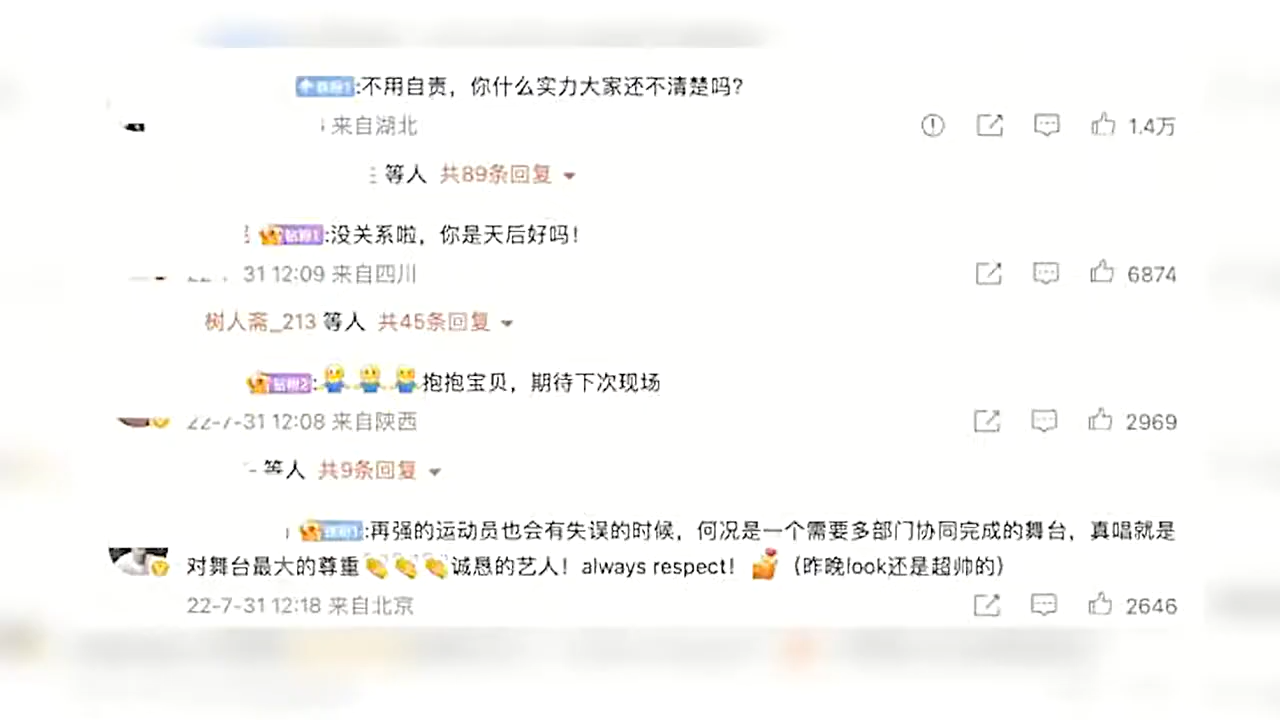 :不用自责，你什么实力大家还不清楚吗？
来自湖北
1.4万
等人 共89条回复
钻粉1:没关系啦，你是天后好吗！
31 12:09 来自四川
6874
树人斋_213 等人 共45条回复
钻粉2:抱抱宝贝，期待下次现场
22-7-31 12:08 来自陕西
2969
等人 共9条回复
:再强的运动员也会有失误的时候，何况是一个需要多部门协同完成的舞台，真唱就是
对舞台最大的尊重诚恳的艺人！always respect！（昨晚look还是超帅的）
22-7-31 12:18 来自北京
2646